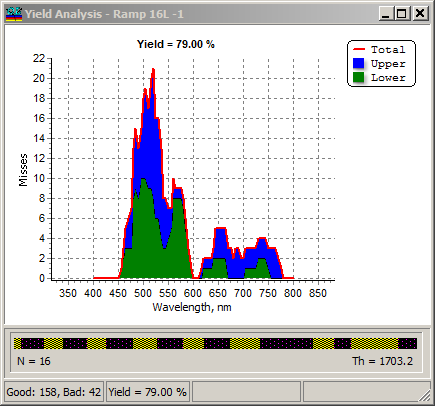 Yield Analysis - Ramp 16L -1
Yield = 79.00 %
Total
Upper
Lower
22
20
18
16
14
12
10
8
6
4
2
0
Misses
350 400 450 500 550 600 650 700 750 800 850
Wavelength, nm
N = 16 Th = 1703.2
Good: 158, Bad: 42 Yield = 79.00 %